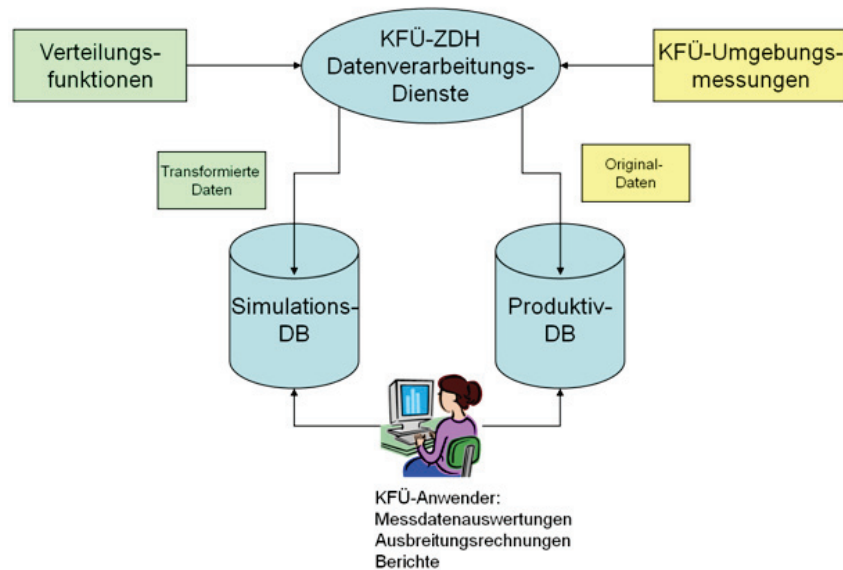 Verteilungs-
funktionen
KFÜ-ZDH
Datenverarbeitungs-
Dienste
KFÜ-Umgebungs-
messungen
Transformierte
Daten
Original-
Daten
Simulations-
DB
Produktiv-
DB
KFÜ-Anwender:
Messdatenauswertungen
Ausbreitungsrechnungen
Berichte